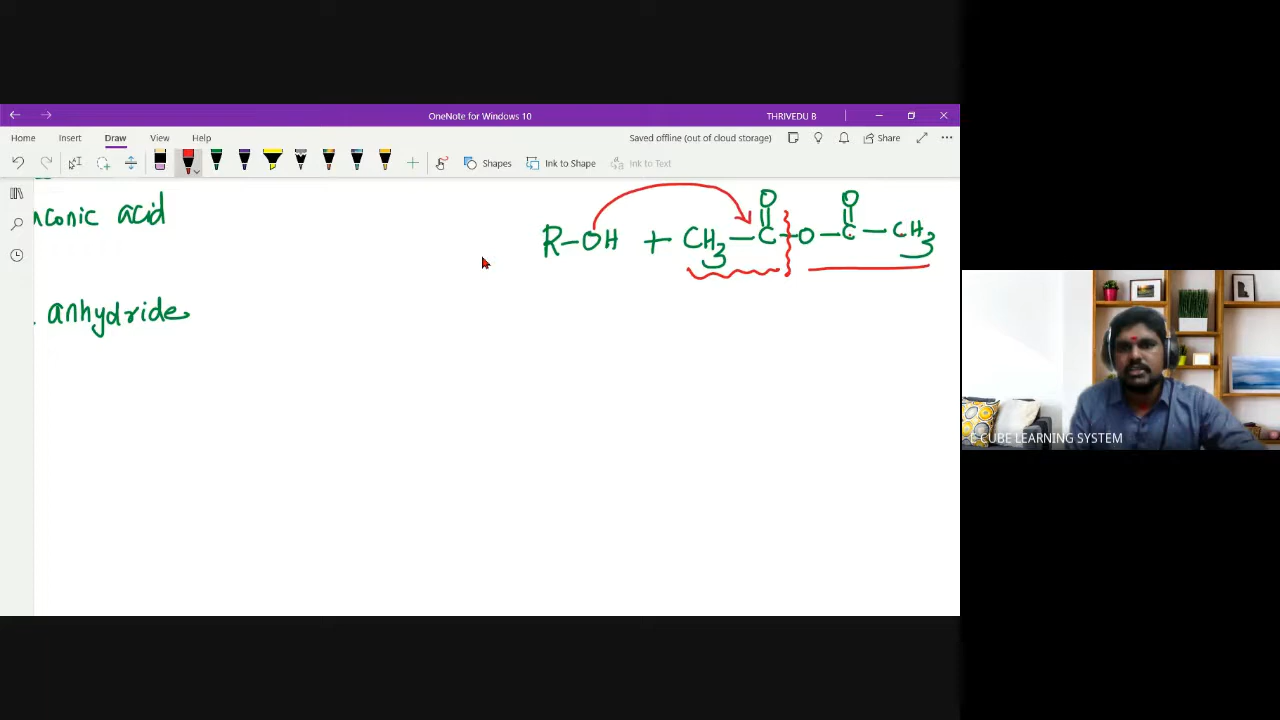 OneNote for Windows 10
THRIVEDU B
Home Insert Draw View Help
Saved offline (out of cloud storage)
Share
Shapes
Ink to Shape
Ink to Text
conic acid
anhydride
O O
R-OH + CH3-C-O-C-CH3
E CUBE LEARNING SYSTEM